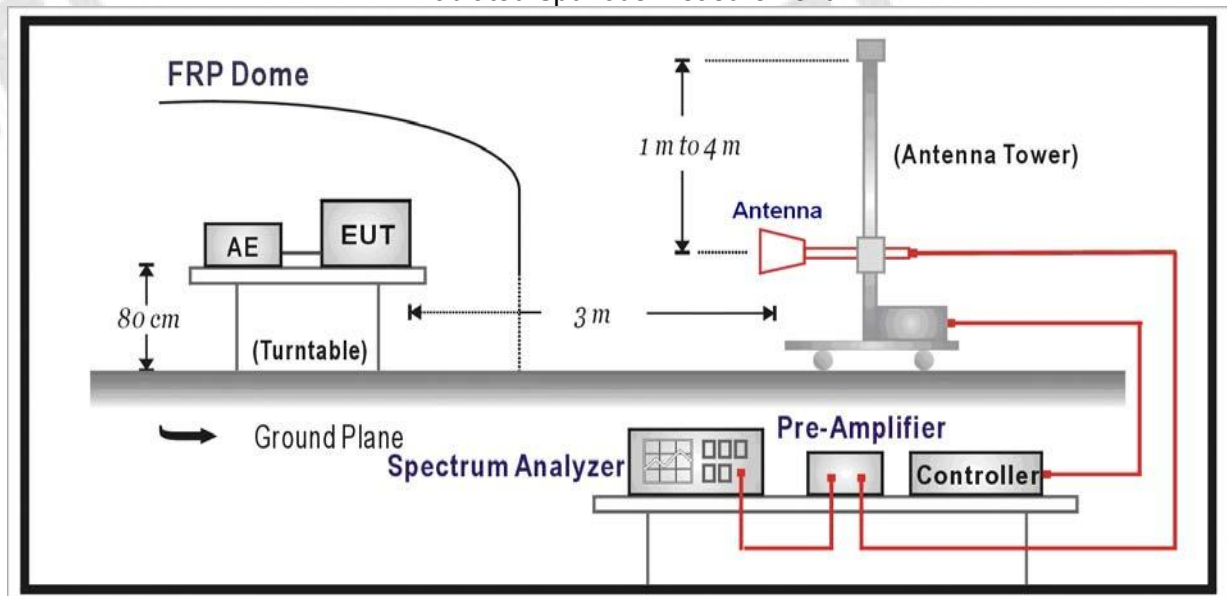 FRP Dome
1 m to 4 m
(Antenna Tower)
Antenna
AE
EUT
80 cm
3 m
(Turntable)
Ground Plane
Pre-Amplifier
Spectrum Analyzer
Controller